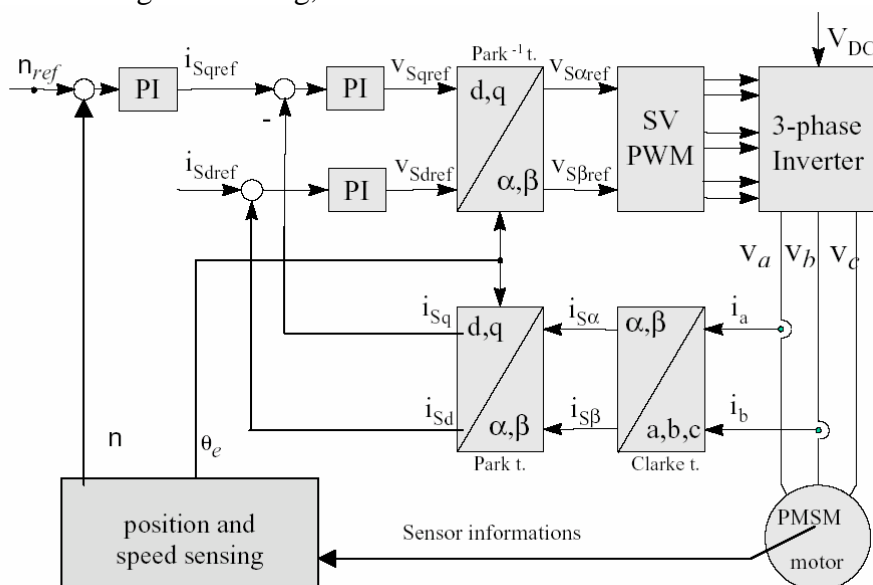 n_ref
PI
i_Sqref
-
PI
v_Sqref
Park⁻¹ t.
d,q
α,β
v_Sαref
v_Sβref
SV
PWM
V_DC
3-phase
Inverter
i_Sdref
PI
v_Sdref
v_a v_b v_c
i_Sq
d,q
α,β
Park t.
i_Sα
i_Sβ
α,β
a,b,c
Clarke t.
i_a
i_b
i_Sd
n
θ_e
position and
speed sensing
Sensor informations
PMSM
motor